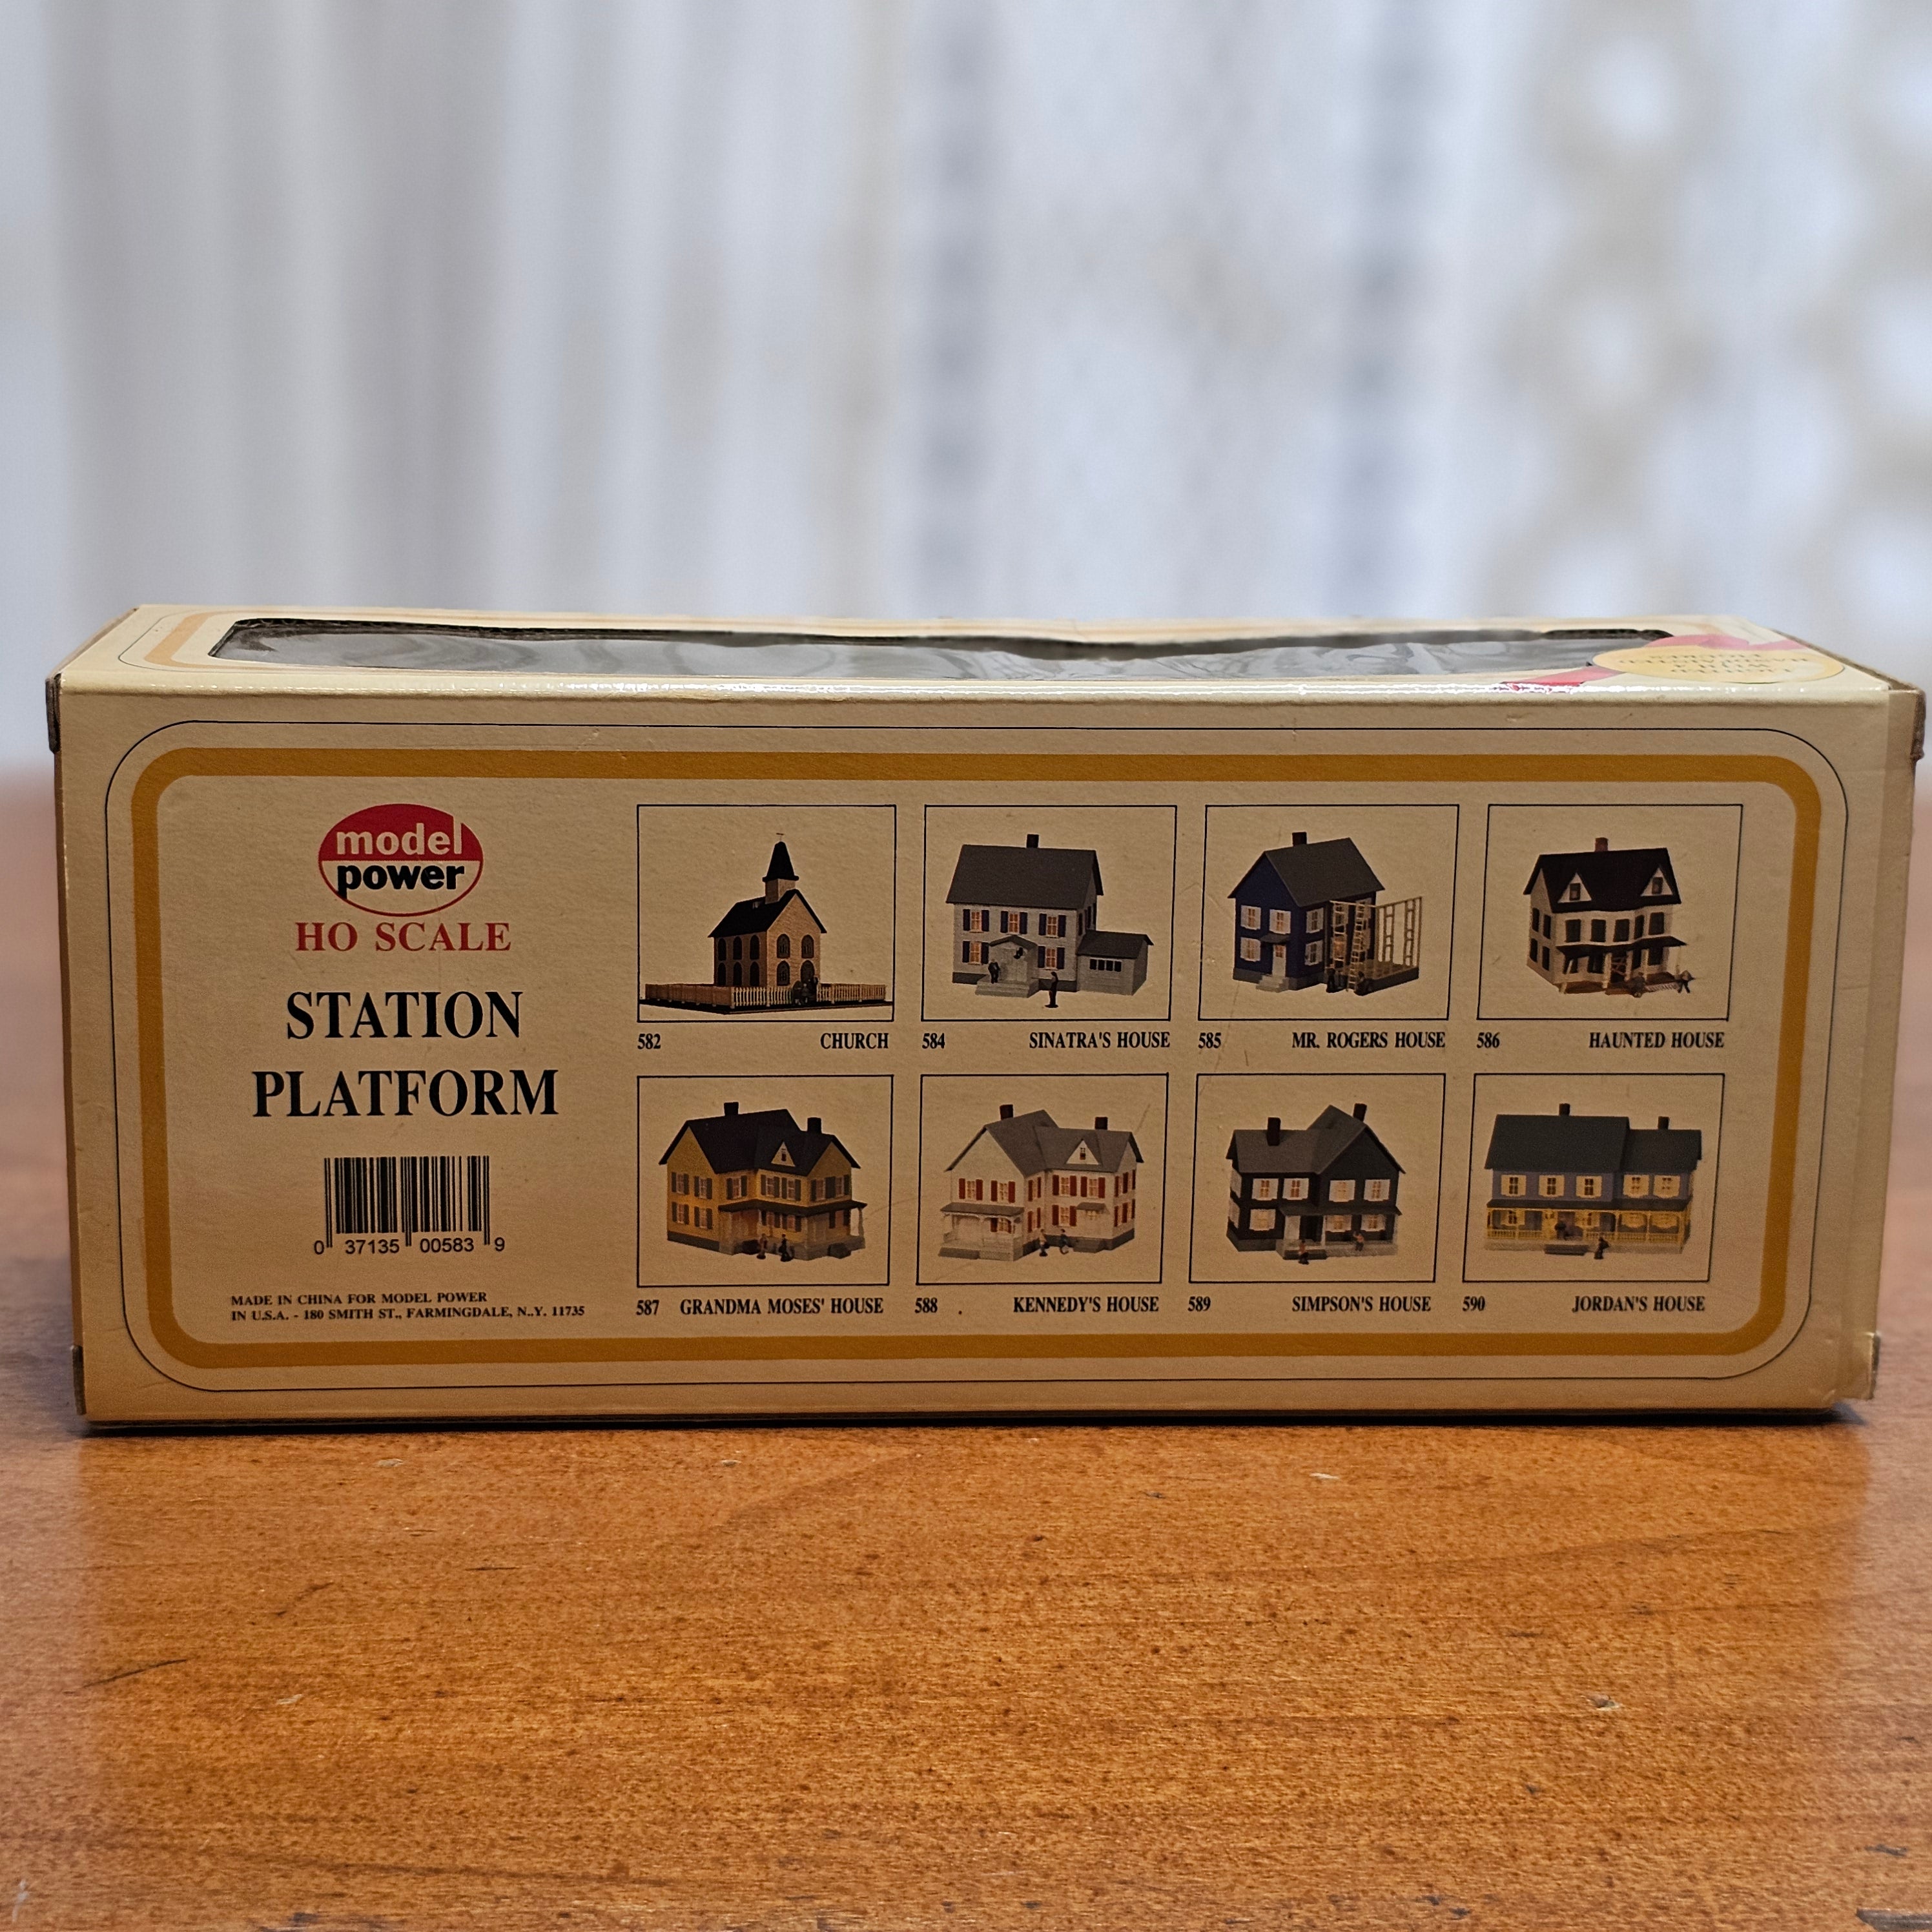 model
power
HO SCALE
STATION
PLATFORM
0 37135 00583 9
MADE IN CHINA FOR MODEL POWER
IN U.S.A. - 180 SMITH ST., FARMINGDALE, N..Y. 11735
582 CHURCH
584 SINATRA'S HOUSE
585 MR. ROGERS HOUSE
586 HAUNTED HOUSE
587 GRANDMA MOSES' HOUSE
588 KENNEDY'S HOUSE
589 SIMPSON'S HOUSE
590 JORDAN'S HOUSE